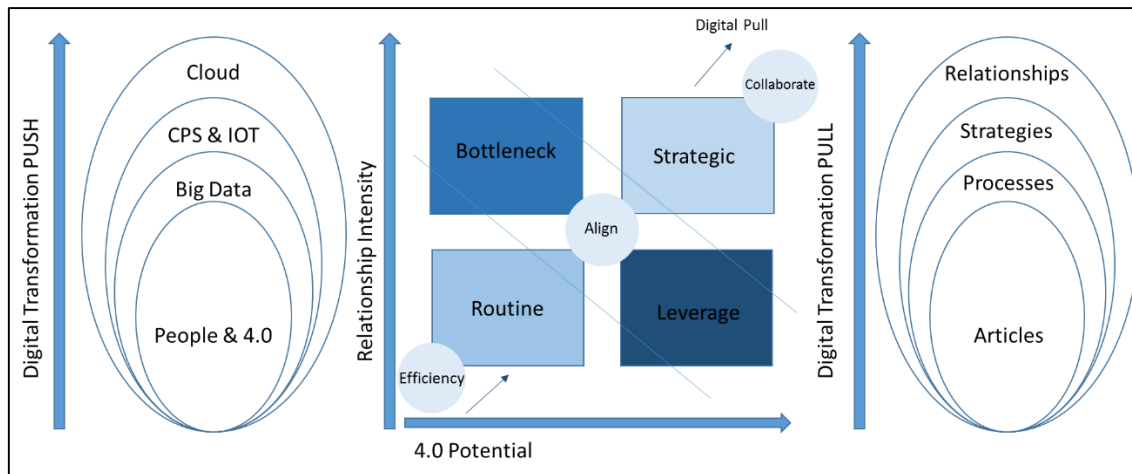 Digital Transformation PUSH
Cloud
CPS & IOT
Big Data
People & 4.0
Relationship Intensity
Digital Pull
Collaborate
Bottleneck
Strategic
Align
Routine
Leverage
Efficiency
4.0 Potential
Digital Transformation PULL
Relationships
Strategies
Processes
Articles